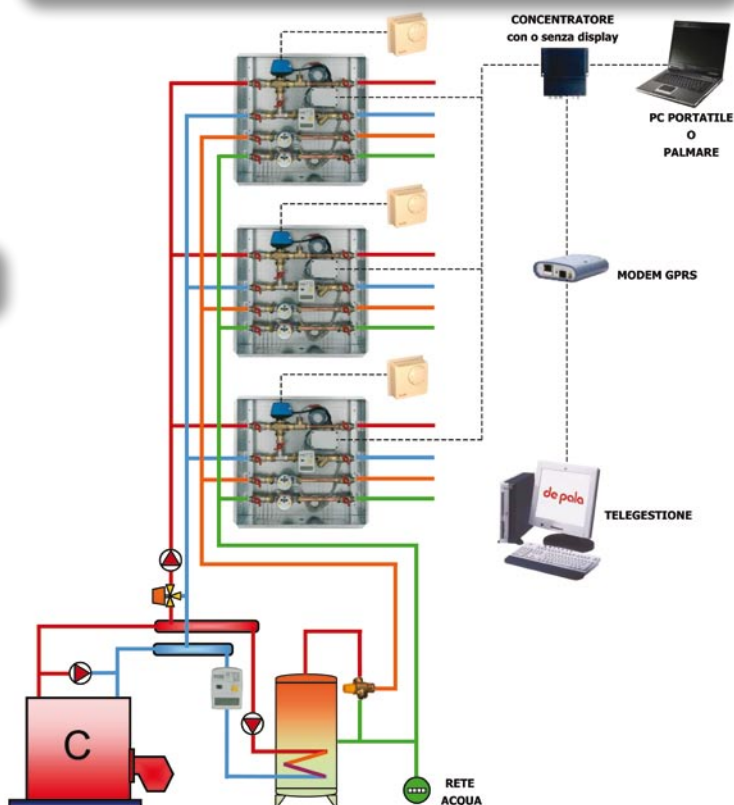 CONCENTRATORE
con o senza display
PC PORTATILE
O
PALMARE
MODEM GPRS
de pala
TELEGESTIONE
C
RETE
ACQUA